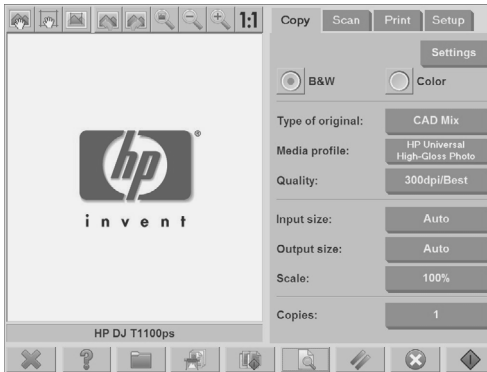 1:1
Copy Scan Print Setup
Settings
B&W Color
Type of original: CAD Mix
Media profile: HP Universal
High-Gloss Photo
Quality: 300dpi/Best
Input size: Auto
Output size: Auto
Scale: 100%
Copies: 1
hp
®
invent
HP DJ T1100ps